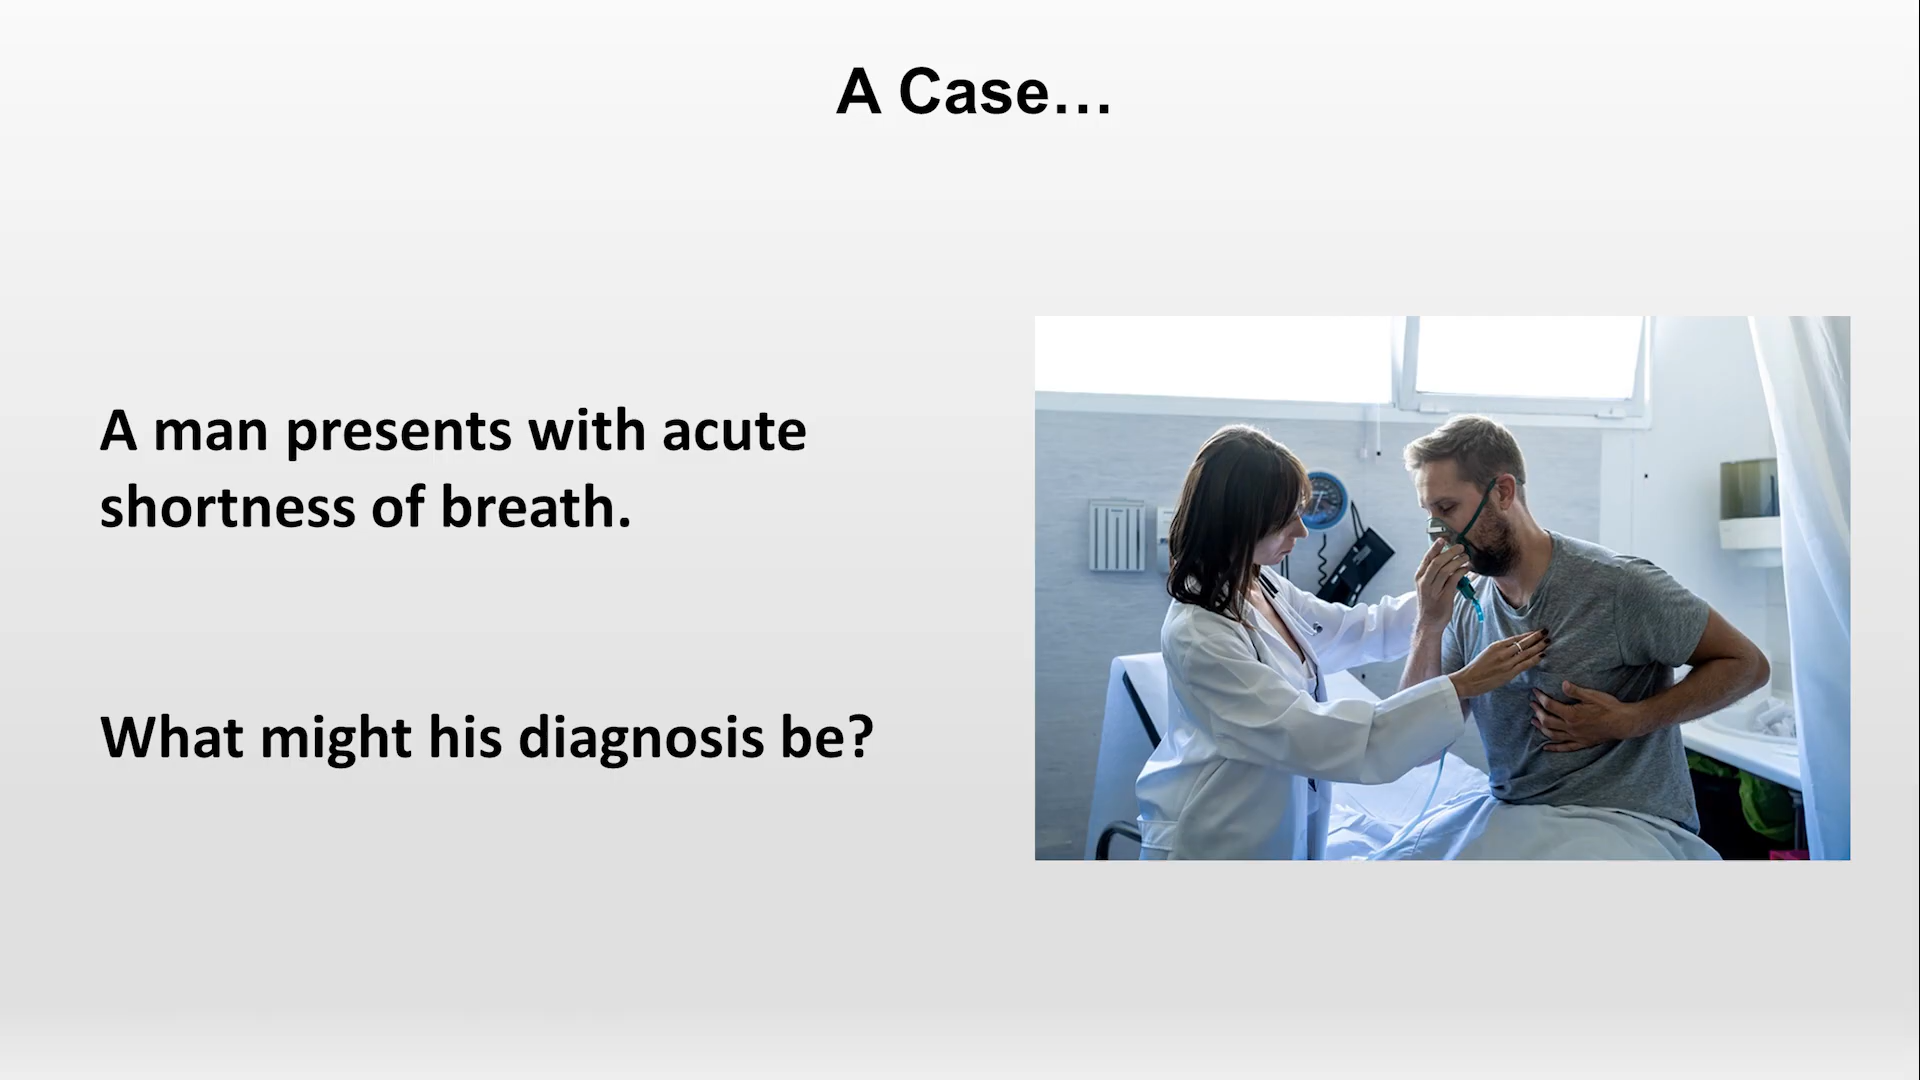 A Case…
A man presents with acute
shortness of breath.
What might his diagnosis be?